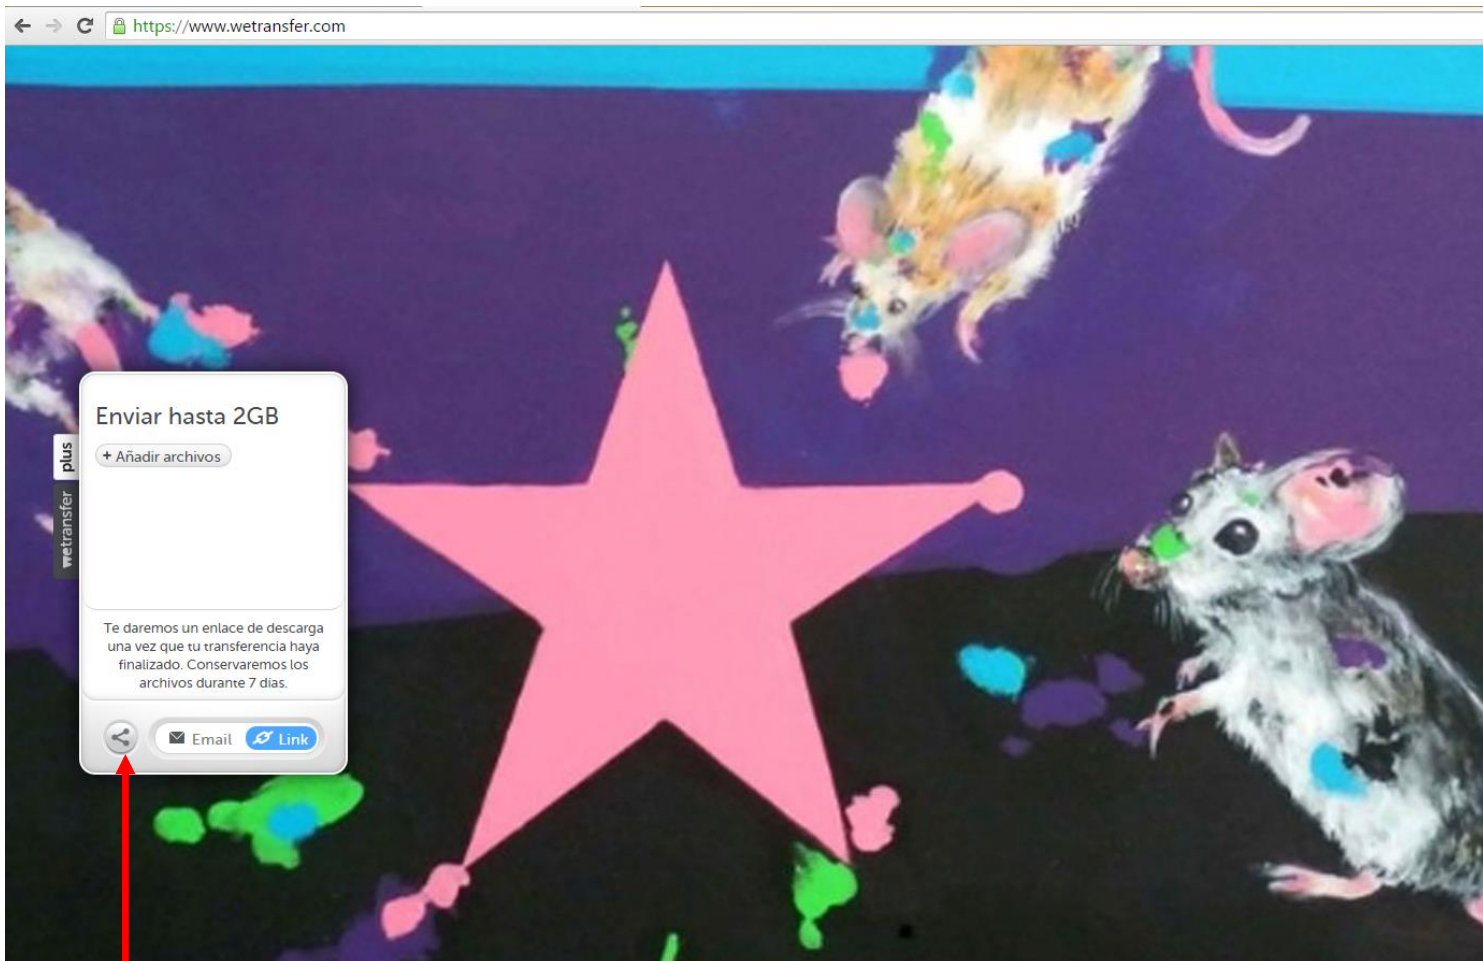 https://www.wetransfer.com
Enviar hasta 2GB
+ Añadir archivos
plus
wetransfer
Te daremos un enlace de descarga
una vez que tu transferencia haya
finalizado. Conservaremos los
archivos durante 7 días.
Email Link